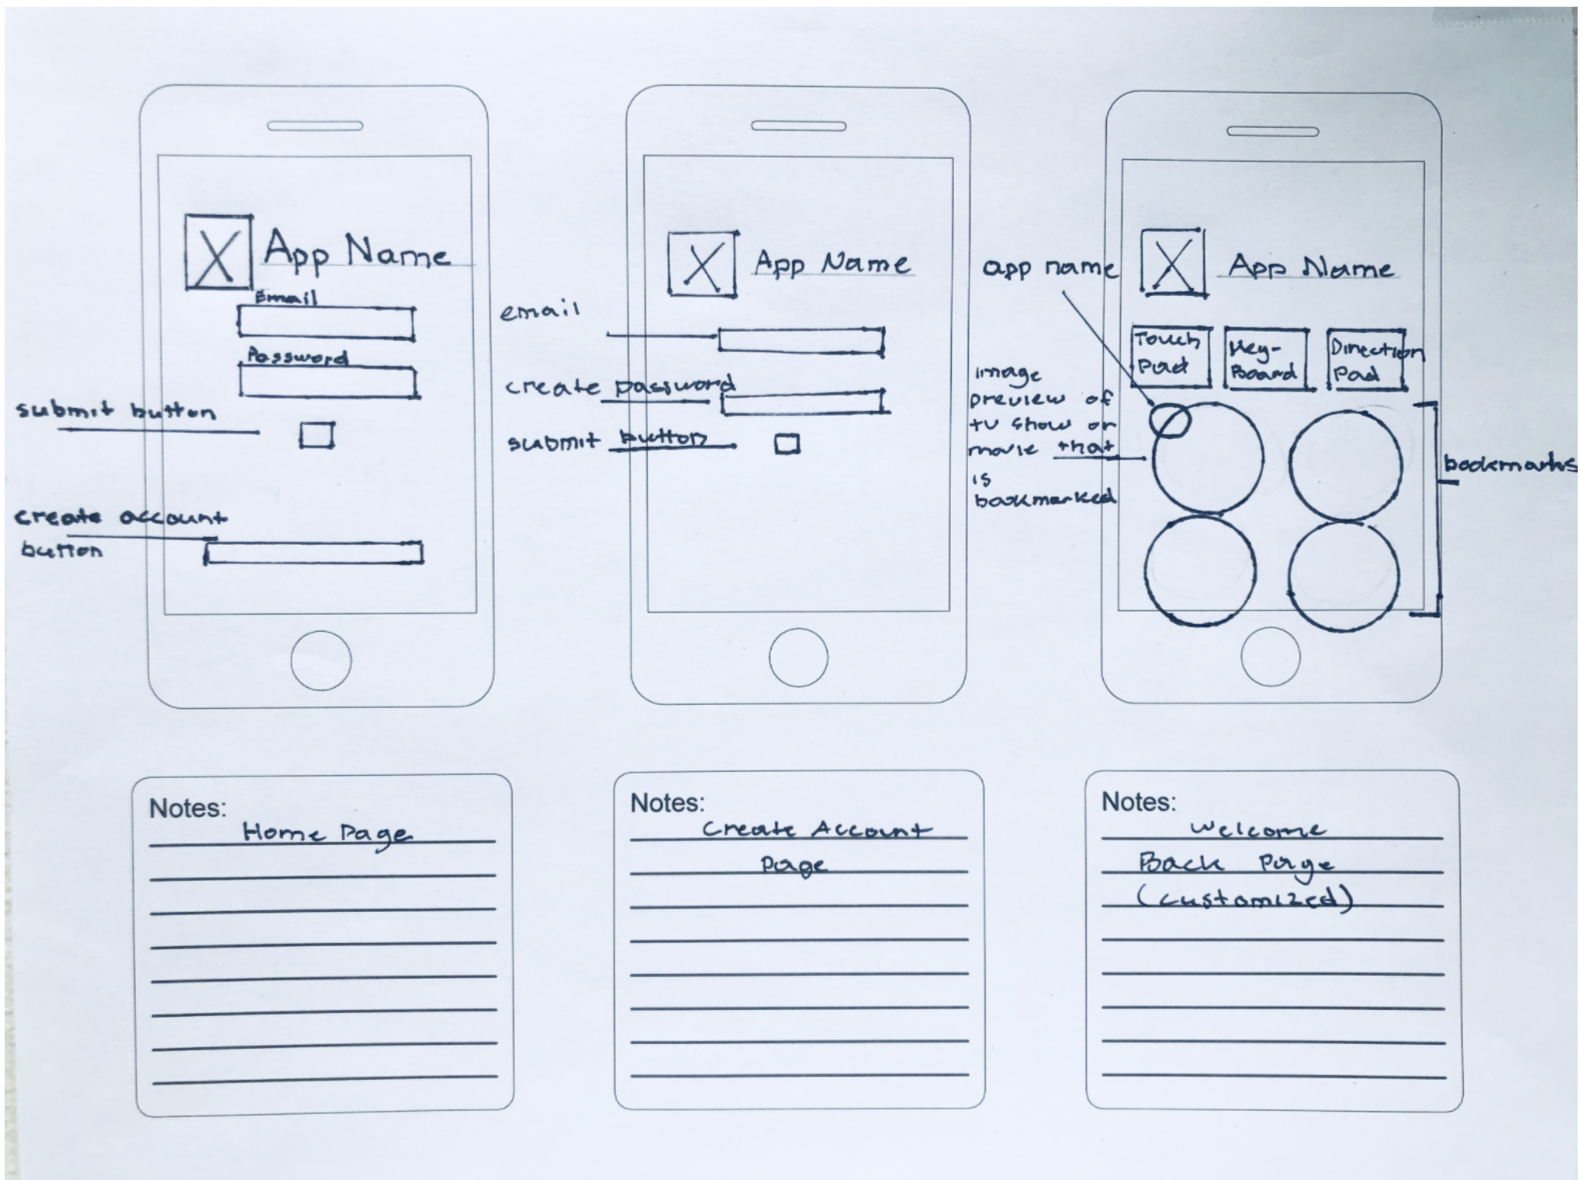 App Name
Email
Password
submit button
create account
button
Notes:
Home Page
App Name
email
create password
submit button
Notes:
Create Account
Page
App Name
app name
Touch
Pad
Key-
Board
Direction
Pad
image
preview of
tv show or
movie that
is
bookmarked
bookmarks
Notes:
Welcome
Back Page
(customized)